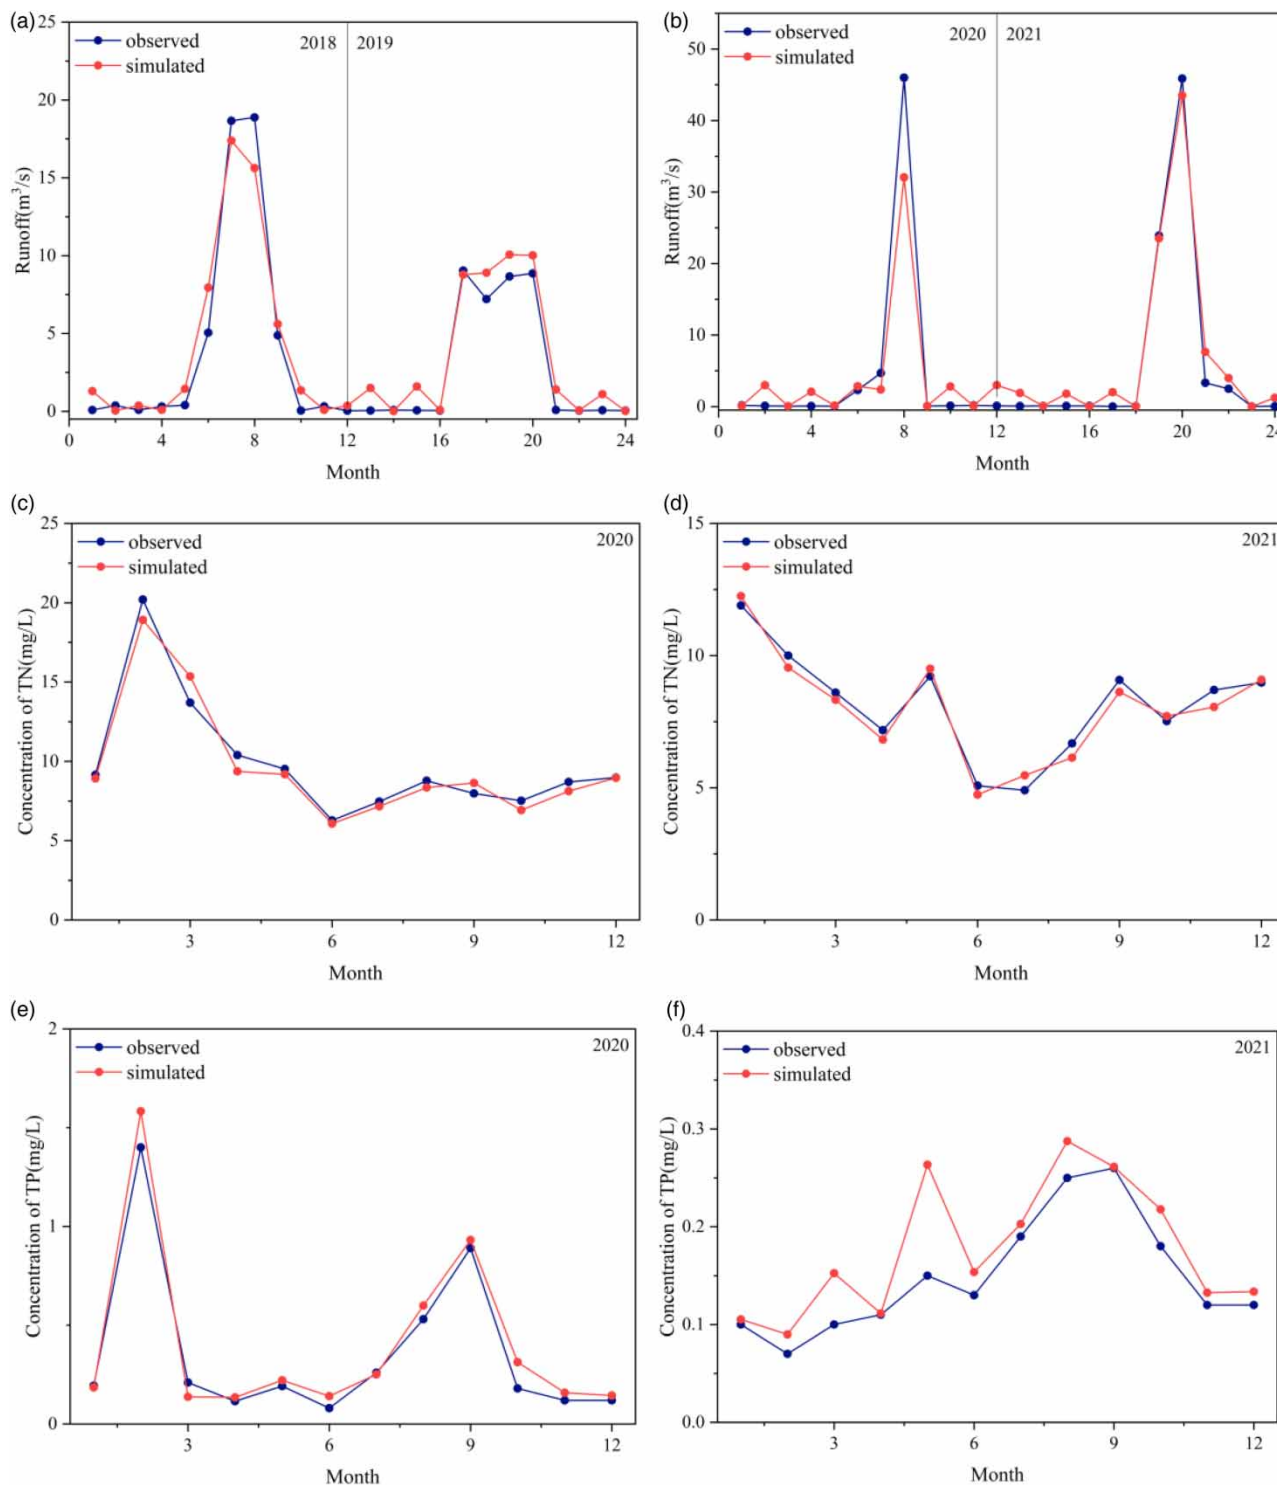 (a)
25
20
15
10
5
0
Runoff(m³/s)
observed
simulated
2018 2019
0 4 8 12 16 20 24
Month
(b)
50
40
30
20
10
0
Runoff(m³/s)
observed
simulated
2020 2021
0 4 8 12 16 20 24
Month
(c)
25
20
15
10
5
0
Concentration of TN(mg/L)
observed
simulated
2020
3 6 9 12
Month
(d)
15
10
5
0
Concentration of TN(mg/L)
observed
simulated
2021
3 6 9 12
Month
(e)
2
1
0
Concentration of TP(mg/L)
observed
simulated
2020
3 6 9 12
Month
(f)
0.4
0.3
0.2
0.1
0.0
Concentration of TP(mg/L)
observed
simulated
2021
3 6 9 12
Month